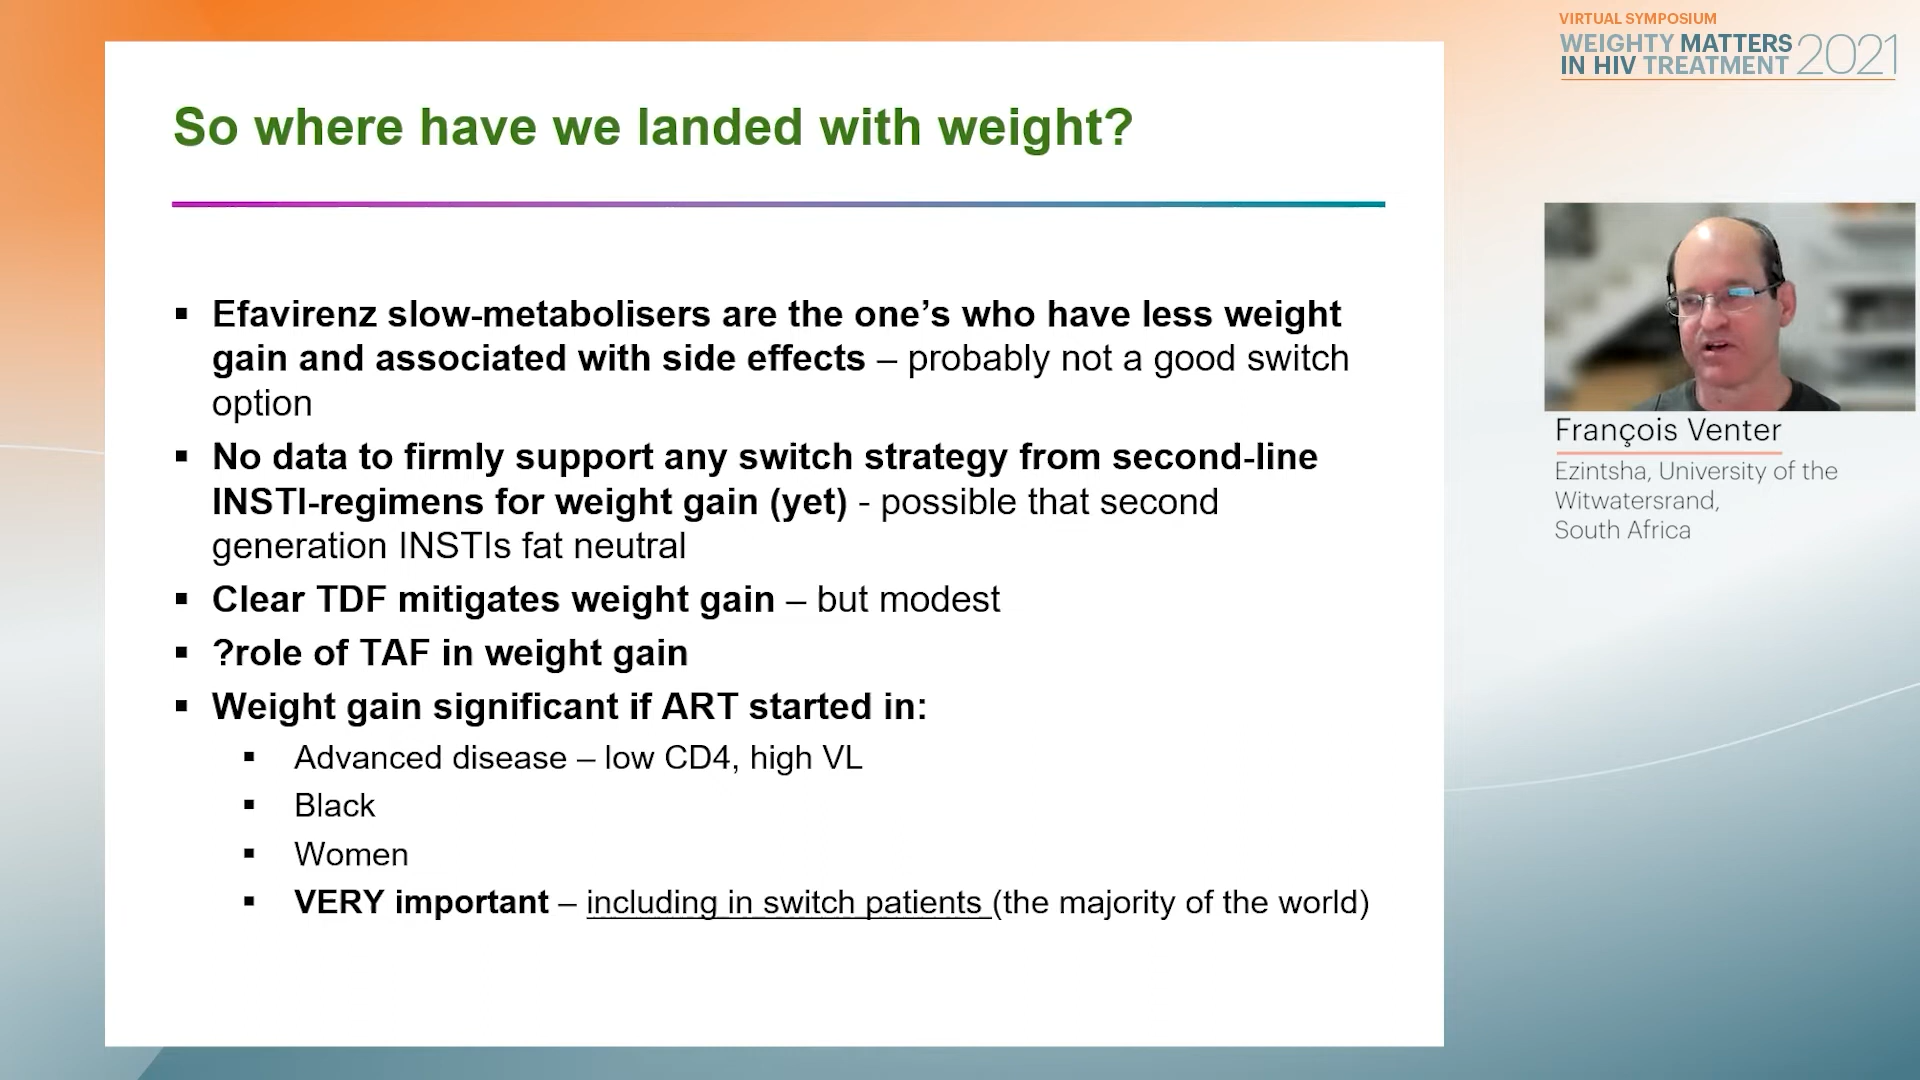 VIRTUAL SYMPOSIUM
WEIGHTY MATTERS
IN HIV TREATMENT 2021
So where have we landed with weight?
▪ Efavirenz slow-metabolisers are the one’s who have less weight
gain and associated with side effects – probably not a good switch
option
▪ No data to firmly support any switch strategy from second-line
INSTI-regimens for weight gain (yet) - possible that second
generation INSTIs fat neutral
▪ Clear TDF mitigates weight gain – but modest
▪ ?role of TAF in weight gain
▪ Weight gain significant if ART started in:
▪ Advanced disease – low CD4, high VL
▪ Black
▪ Women
▪ VERY important – including in switch patients (the majority of the world)
François Venter
Ezintsha, University of the
Witwatersrand,
South Africa